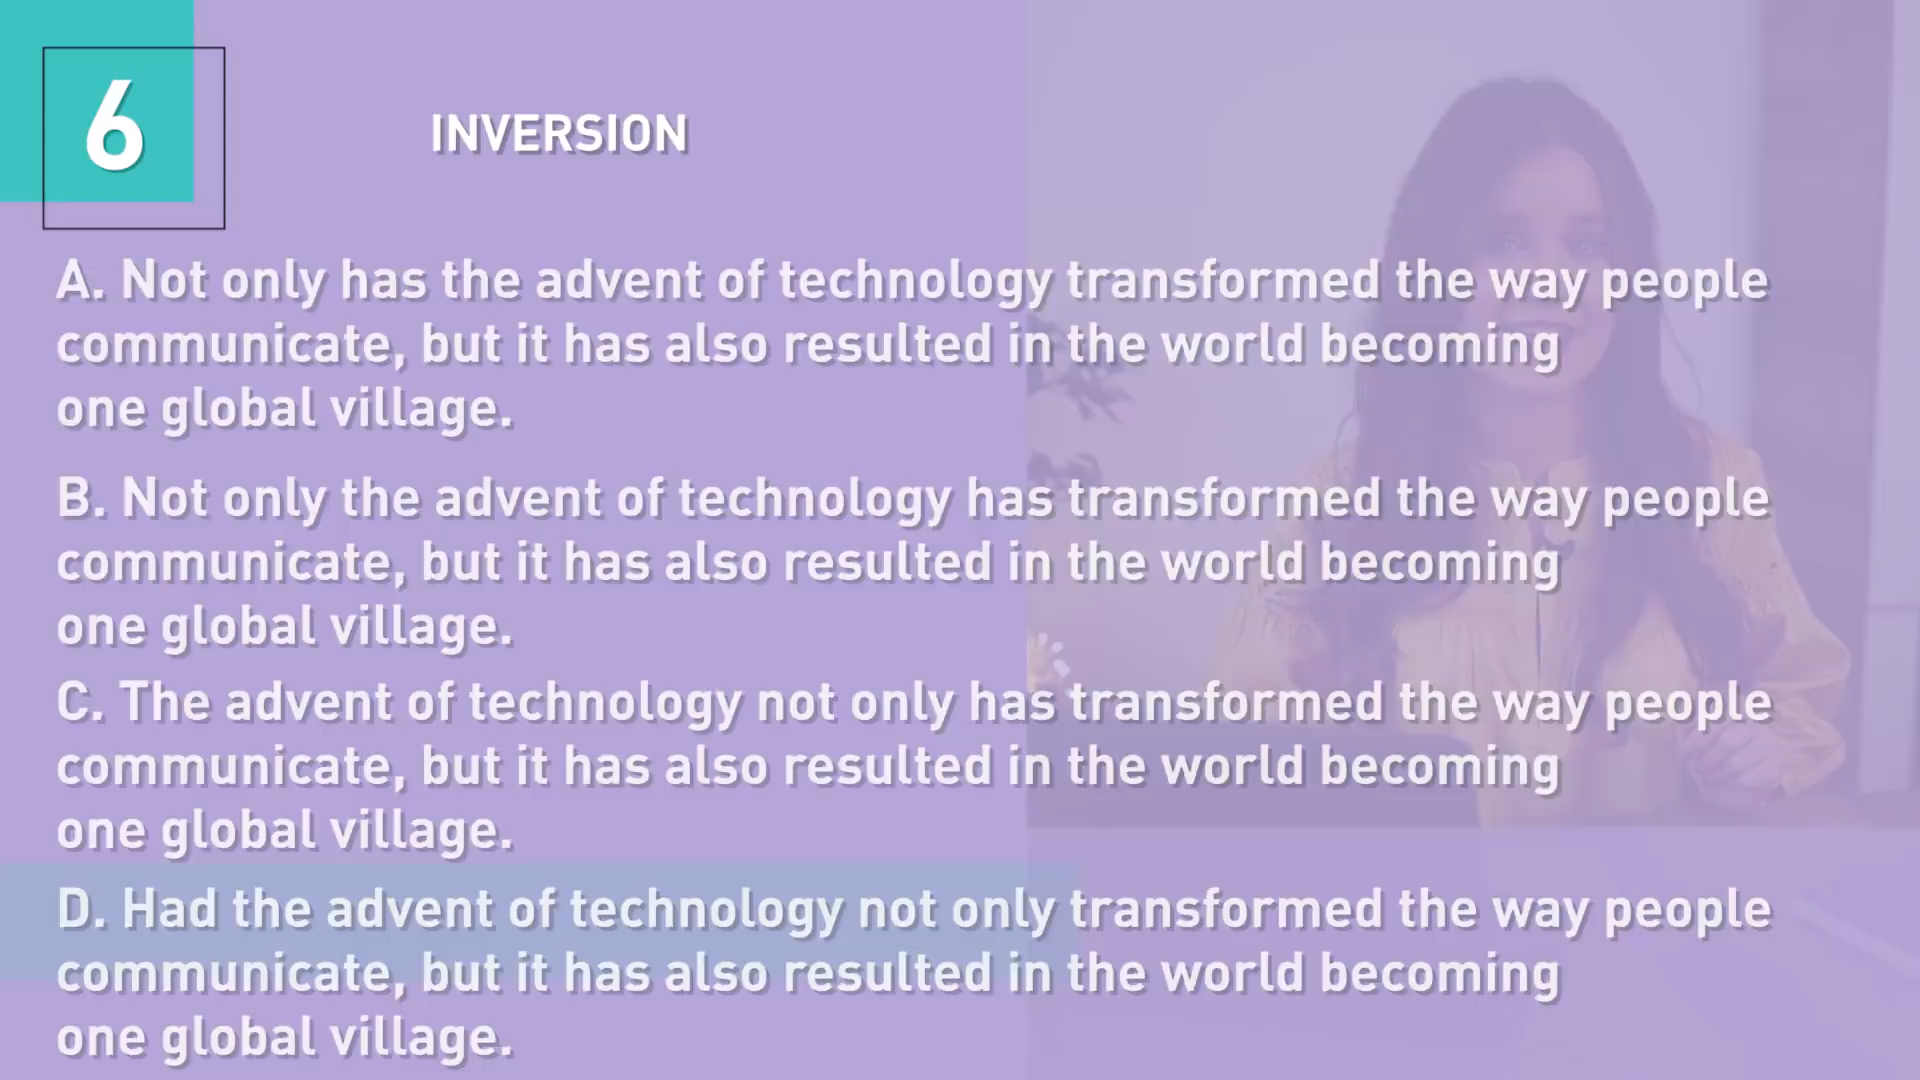 6
INVERSION
A. Not only has the advent of technology transformed the way people
communicate, but it has also resulted in the world becoming
one global village.
B. Not only the advent of technology has transformed the way people
communicate, but it has also resulted in the world becoming
one global village.
C. The advent of technology not only has transformed the way people
communicate, but it has also resulted in the world becoming
one global village.
D. Had the advent of technology not only transformed the way people
communicate, but it has also resulted in the world becoming
one global village.